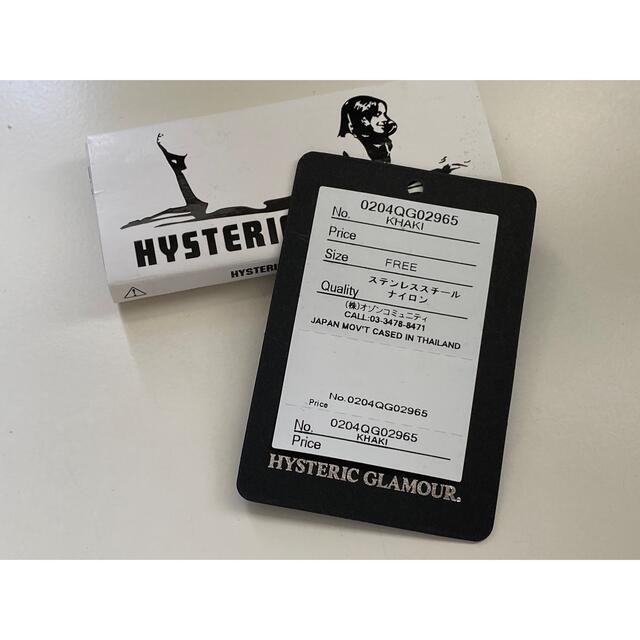 HYSTERIC
HYSTERIC
No. 0204QG02965
KHAKI
Price
Size FREE
Quality ステンレススチール
ナイロン
(株)オゾンコミュニティ
CALL:03-3478-8471
JAPAN MOV'T CASED IN THAILAND
No.0204QG02965
Price
No. 0204QG02965
KHAKI
Price
HYSTERIC GLAMOUR.